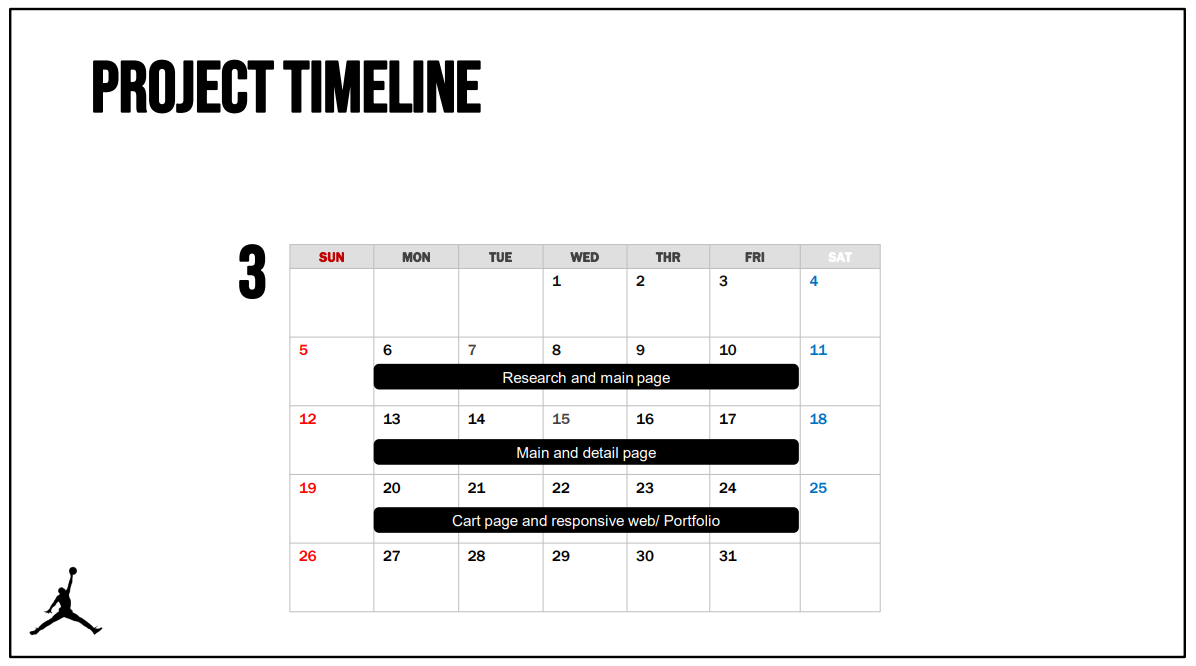 PROJECT TIMELINE
3
SUN MON TUE WED THR FRI SAT
1 2 3 4
5 6 7 8 9 10 11
Research and main page
12 13 14 15 16 17 18
Main and detail page
19 20 21 22 23 24 25
Cart page and responsive web/ Portfolio
26 27 28 29 30 31